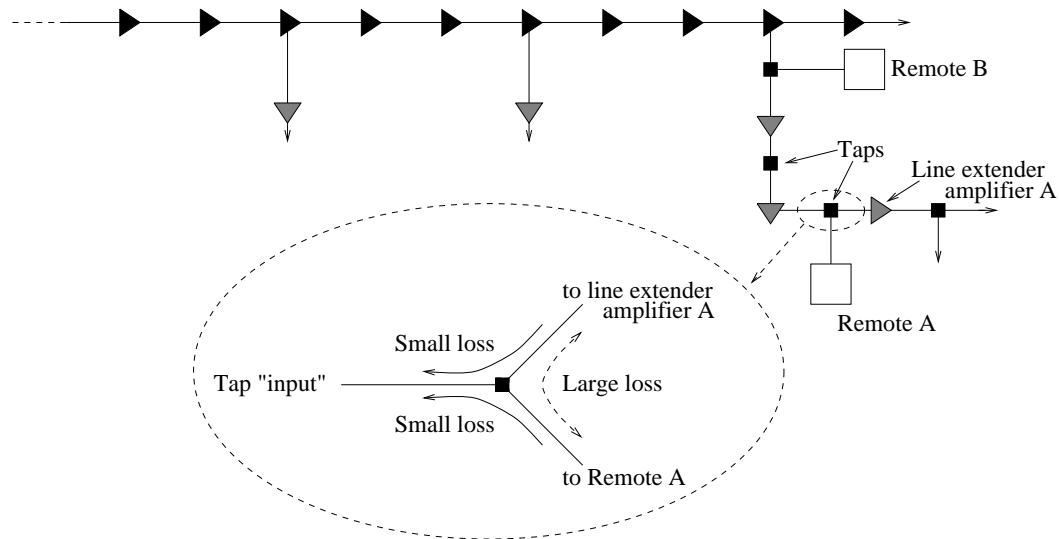 Remote B
Taps
Line extender
amplifier A
Remote A
to line extender
amplifier A
Small loss
Tap "input"
Large loss
Small loss
to Remote A